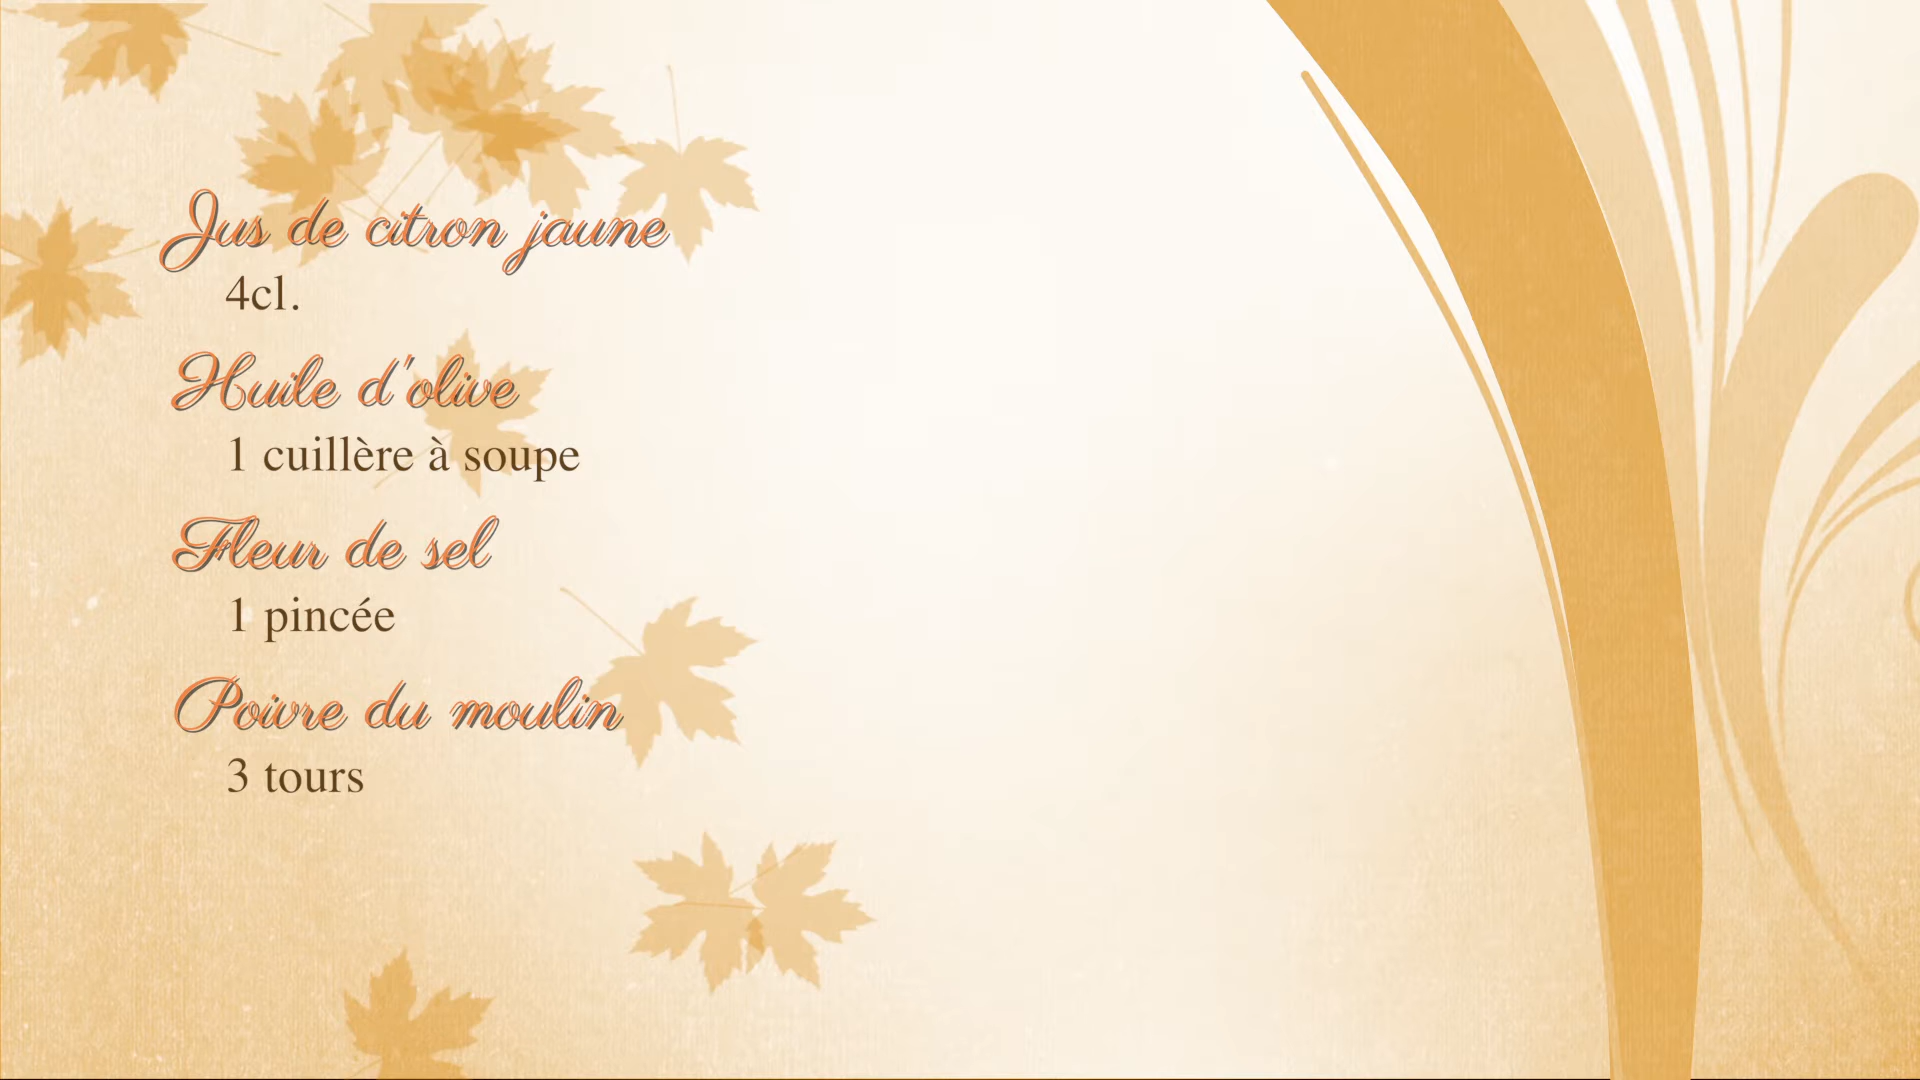 Jus de citron jaune
4cl.
Huile d'olive
1 cuillère à soupe
Fleur de sel
1 pincée
Poivre du moulin
3 tours